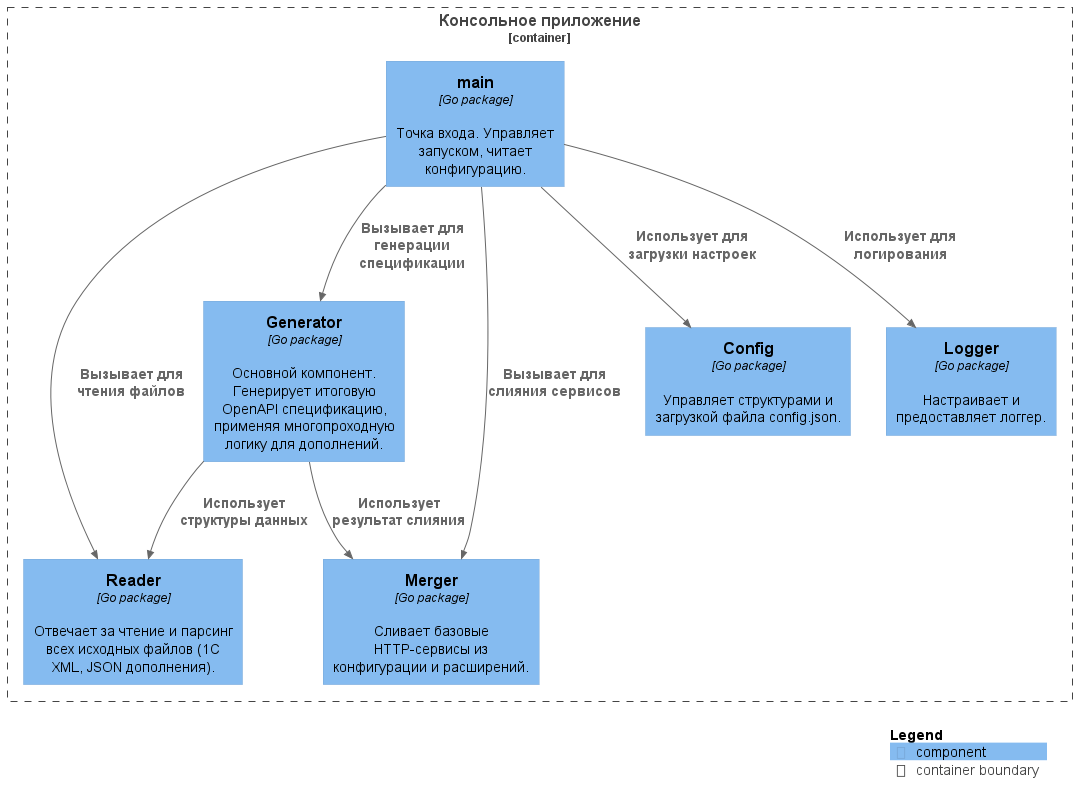 Консольное приложение
[container]
main
[Go package]
Точка входа. Управляет
запуском, читает
конфигурацию.
Вызывает для
генерации
спецификации
Использует для
загрузки настроек
Использует для
логирования
Generator
[Go package]
Основной компонент.
Генерирует итоговую
OpenAPI спецификацию,
применяя многопроходную
логику для дополнений.
Config
[Go package]
Управляет структурами и
загрузкой файла config.json.
Logger
[Go package]
Настраивает и
предоставляет логгер.
Вызывает для
чтения файлов
Вызывает для
слияния сервисов
Использует
структуры данных
Использует
результат слияния
Reader
[Go package]
Отвечает за чтение и парсинг
всех исходных файлов (1С
XML, JSON дополнения).
Merger
[Go package]
Сливает базовые
HTTP-сервисы из
конфигурации и расширений.
Legend
component
container boundary